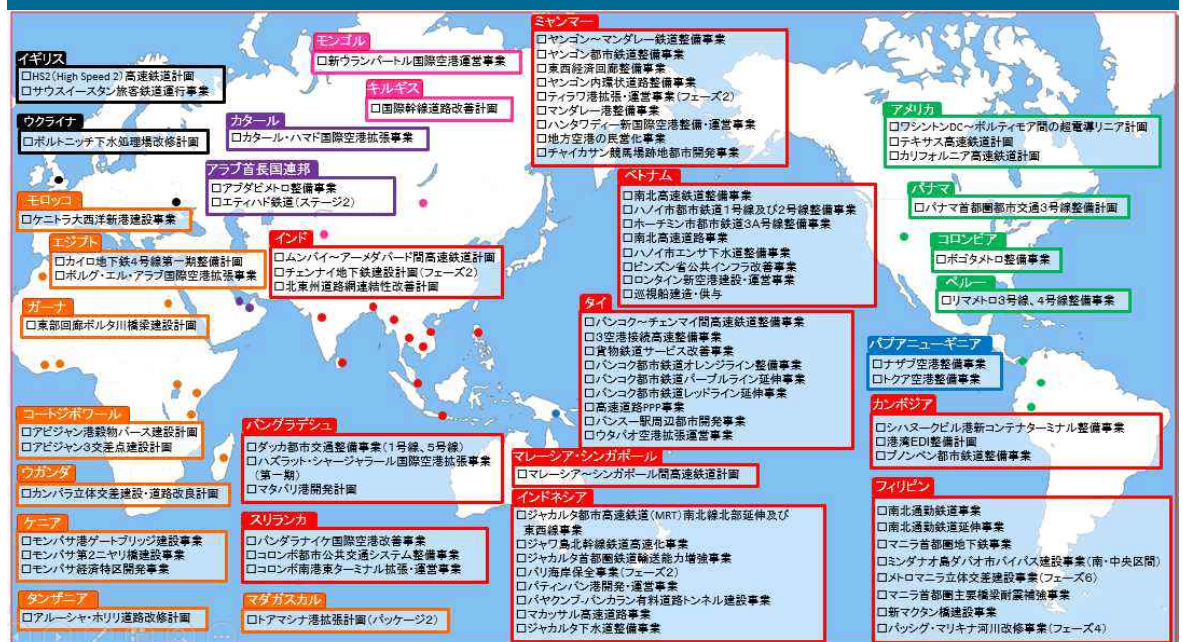 イギリス
□HS2(High Speed 2)高速鉄道計画
□サウスイースタン旅客鉄道運行事業
ウクライナ
□ボルトニッチ下水処理場改修計画
モロッコ
□ケニトラ大西洋新港建設事業
エジプト
□カイロ地下鉄4号線第一期整備計画
□ボルグ・エル・アラブ国際空港拡張事業
ガーナ
□東部回廊ボルタ川橋梁建設計画
コートジボワール
□アビジャン港穀物バース建設計画
□アビジャン3交差点建設計画
ウガンダ
□カンパラ立体交差建設・道路改良計画
ケニア
□モンバサ港ゲートブリッジ建設事業
□モンバサ第2ニヤリ橋建設事業
□モンバサ経済特区開発事業
タンザニア
□アルーシャ・ホリリ道路改修計画
モンゴル
□新ウランバートル国際空港運営事業
キルギス
□国際幹線道路改善計画
カタール
□カタール・ハマド国際空港拡張事業
アラブ首長国連邦
□アブダビメトロ整備事業
□エティハド鉄道(ステージ2)
インド
□ムンバイ～アーメダバード間高速鉄道計画
□チェンナイ地下鉄建設計画(フェーズ2)
□北東州道路網連結性改善計画
バングラデシュ
□ダッカ都市交通整備事業(1号線、5号線)
□ハズラット・シャージャラール国際空港拡張事業
(第一期)
□マタバリ港開発計画
スリランカ
□バンダラナイケ国際空港改善事業
□コロンボ都市公共交通システム整備事業
□コロンボ南港東ターミナル拡張・運営事業
マダガスカル
□トアマシナ港拡張計画(パッケージ2)
ミャンマー
□ヤンゴン～マンダレー鉄道整備事業
□ヤンゴン都市鉄道整備事業
□東西経済回廊整備事業
□ヤンゴン内環状道路整備事業
□ティラワ港拡張・運営事業(フェーズ2)
□マンダレー港整備事業
□ハンタワディー新国際空港整備・運営事業
□地方空港の民営化事業
□チャイカサン競馬場跡地都市開発事業
ベトナム
□南北高速鉄道整備事業
□ハノイ市都市鉄道1号線及び2号線整備事業
□ホーチミン市都市鉄道3A号線整備事業
□南北高速道路事業
□ハノイ市エンサ下水道整備事業
□ビンズン省公共インフラ改善事業
□ロンタイン新空港建設・運営事業
□巡視船建造・供与
タイ
□バンコク～チェンマイ間高速鉄道整備事業
□3空港接続高速整備事業
□貨物鉄道サービス改善事業
□バンコク都市鉄道オレンジライン整備事業
□バンコク都市鉄道パープルライン延伸事業
□バンコク都市鉄道レッドライン延伸事業
□高速道路PPP事業
□バンスー駅周辺都市開発事業
□ウタパオ空港拡張運営事業
マレーシア・シンガポール
□マレーシア～シンガポール間高速鉄道計画
インドネシア
□ジャカルタ都市高速鉄道(MRT)南北線北部延伸及び
東西線事業
□ジャワ島北幹線鉄道高速化事業
□ジャカルタ首都圏鉄道輸送能力増強事業
□バリ海岸保全事業(フェーズ2)
□パティンバン港開発・運営事業
□パヤクンブ-パンカラン有料道路トンネル建設事業
□マカッサル高速道路事業
□ジャカルタ下水道整備事業
アメリカ
□ワシントンDC～ボルティモア間の超電導リニア計画
□テキサス高速鉄道計画
□カリフォルニア高速鉄道計画
パナマ
□パナマ首都圏都市交通3号線整備計画
コロンビア
□ボゴタメトロ整備事業
ペルー
□リマメトロ3号線、4号線整備事業
パプアニューギニア
□ナザブ空港整備事業
□トクア空港整備事業
カンボジア
□シハヌークビル港新コンテナターミナル整備事業
□港湾EDI整備計画
□プノンペン都市鉄道整備事業
フィリピン
□南北通勤鉄道事業
□南北通勤鉄道延伸事業
□マニラ首都圏地下鉄事業
□ミンダナオ島ダバオ市バイパス建設事業(南・中央区間)
□メトロマニラ立体交差建設事業(フェーズ6)
□マニラ首都圏主要橋梁耐震補強事業
□新マクタン橋建設事業
□パッシグ・マリキナ河川改修事業(フェーズ4)